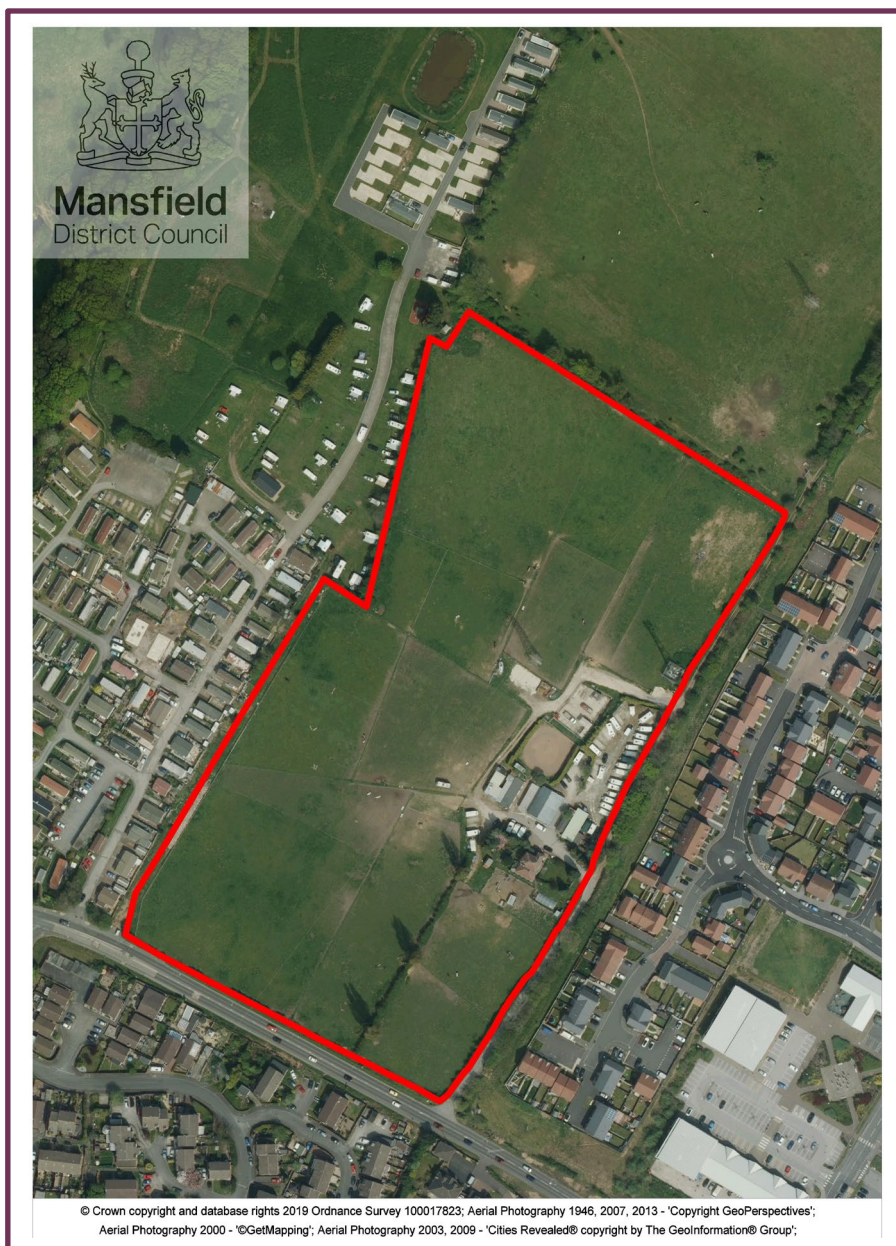 Mansfield
District Council
© Crown copyright and database rights 2019 Ordnance Survey 100017823; Aerial Photography 1946, 2007, 2013 - 'Copyright GeoPerspectives';
Aerial Photography 2000 - '©GetMapping'; Aerial Photography 2003, 2009 - 'Cities Revealed® copyright by The GeoInformation® Group';